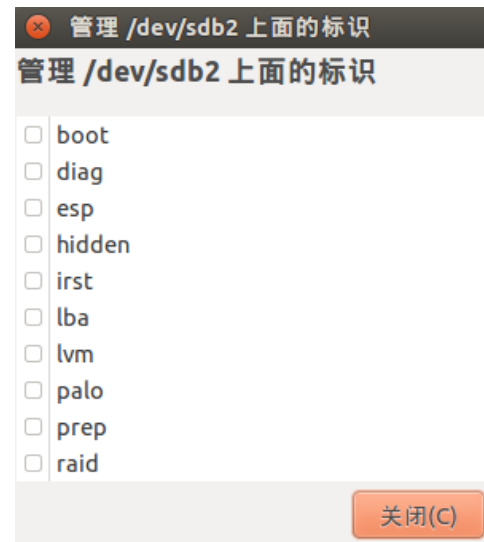 管理 /dev/sdb2 上面的标识
管理 /dev/sdb2 上面的标识
boot
diag
esp
hidden
irst
lba
lvm
palo
prep
raid
关闭(C)